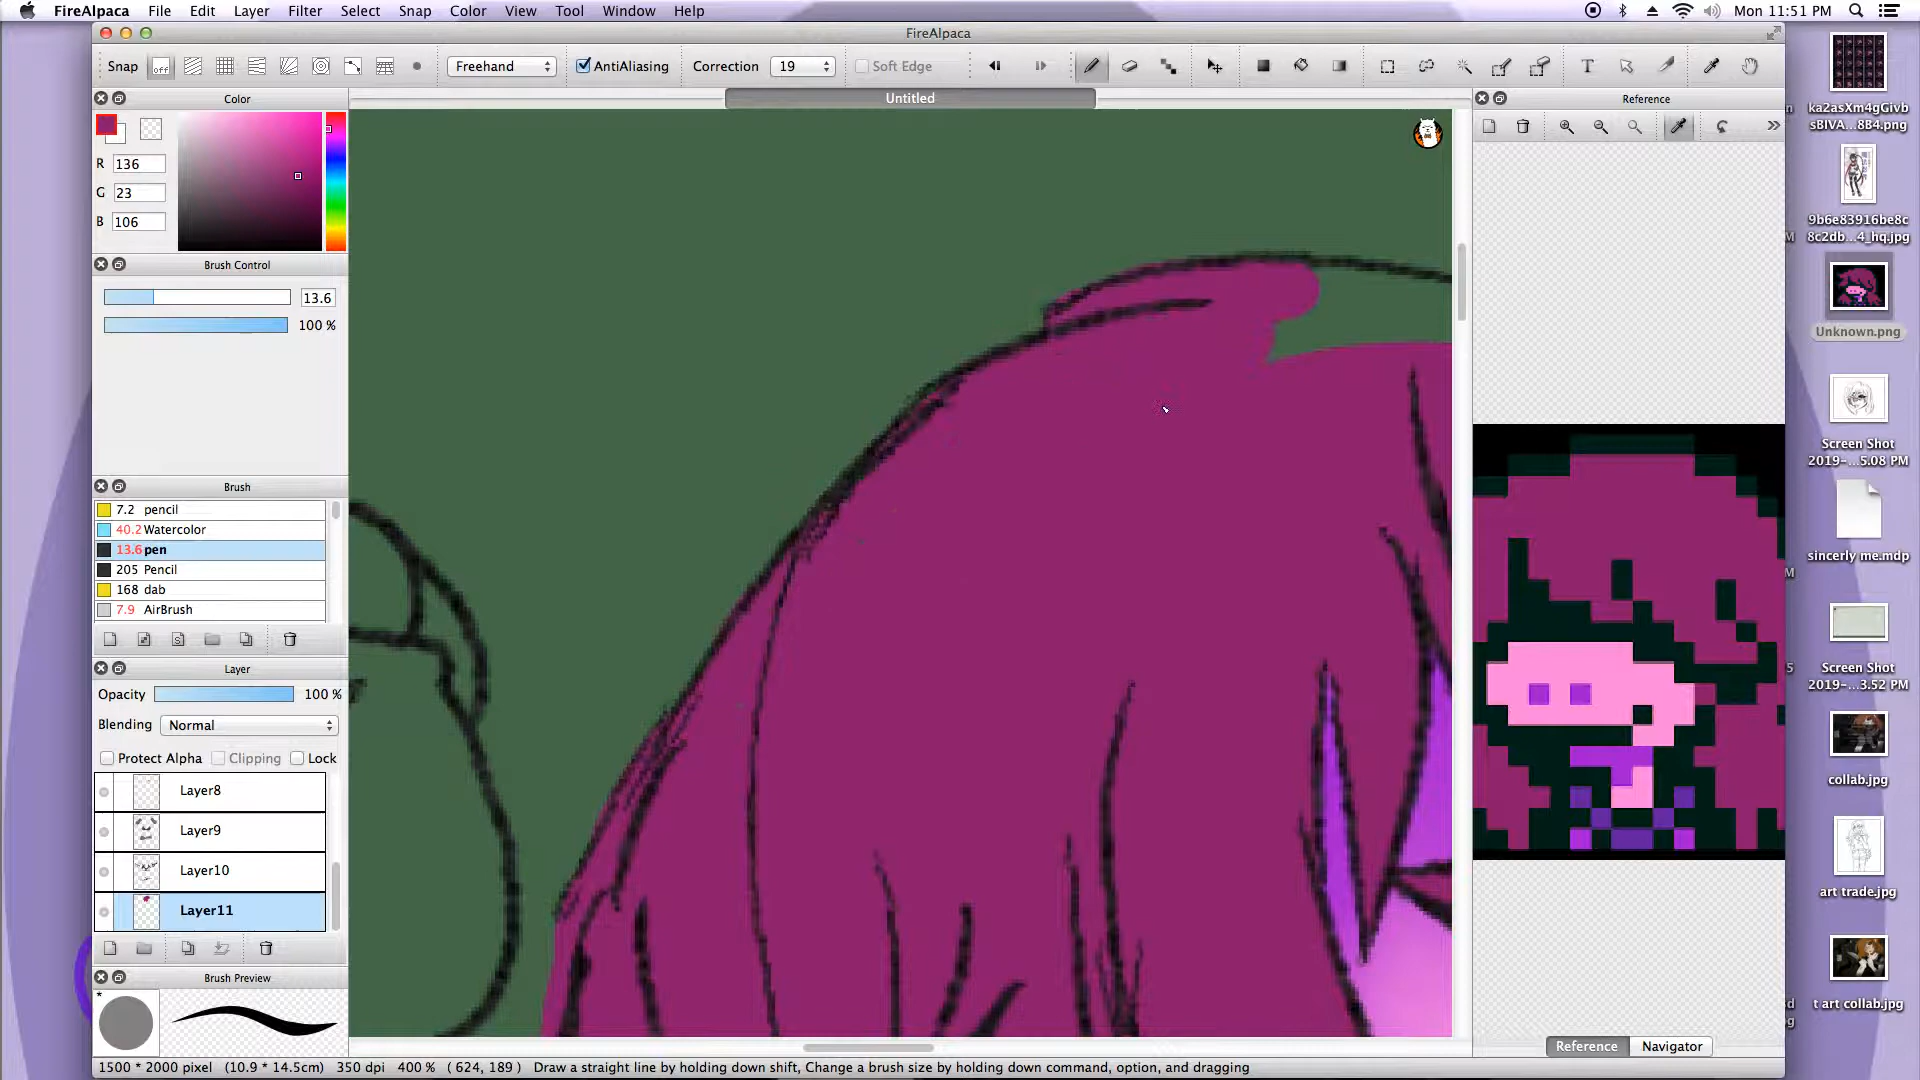 FireAlpaca File Edit Layer Filter Select Snap Color View Tool Window Help Mon 11:51 PM
FireAlpaca
Snap off Freehand AntiAliasing Correction 19 Soft Edge
Color Untitled Reference
R 136
G 23
B 106
Brush Control
13.6
100 %
Brush
7.2 pencil
40.2 Watercolor
13.6 pen
205 Pencil
168 dab
7.9 AirBrush
Layer
Opacity 100 %
Blending Normal
Protect Alpha Clipping Lock
Layer8
Layer9
Layer10
Layer11
Brush Preview
Reference Navigator
1500 * 2000 pixel (10.9 * 14.5cm) 350 dpi 400 % ( 624, 189 ) Draw a straight line by holding down shift, Change a brush size by holding down command, option, and dragging
ka2asXm4gGivb
sBIVA...8B4.png
9b6e83916be8c
8c2db...4_hq.jpg
Unknown.png
Screen Shot
2019-...5.08 PM
sincerly me.mdp
Screen Shot
2019-...3.52 PM
collab.jpg
art trade.jpg
t art collab.jpg